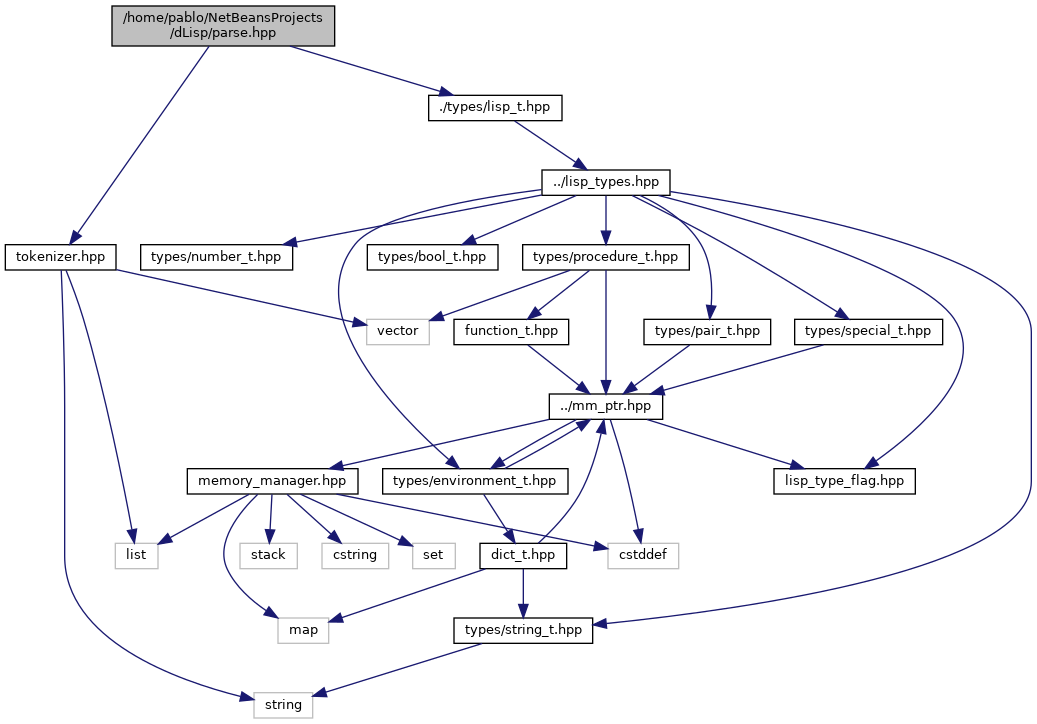 /home/pablo/NetBeansProjects
/dLisp/parse.hpp
./types/lisp_t.hpp
../lisp_types.hpp
tokenizer.hpp
types/number_t.hpp
types/bool_t.hpp
types/procedure_t.hpp
vector
function_t.hpp
types/pair_t.hpp
types/special_t.hpp
../mm_ptr.hpp
memory_manager.hpp
types/environment_t.hpp
lisp_type_flag.hpp
list
stack
cstring
set
dict_t.hpp
cstddef
map
types/string_t.hpp
string